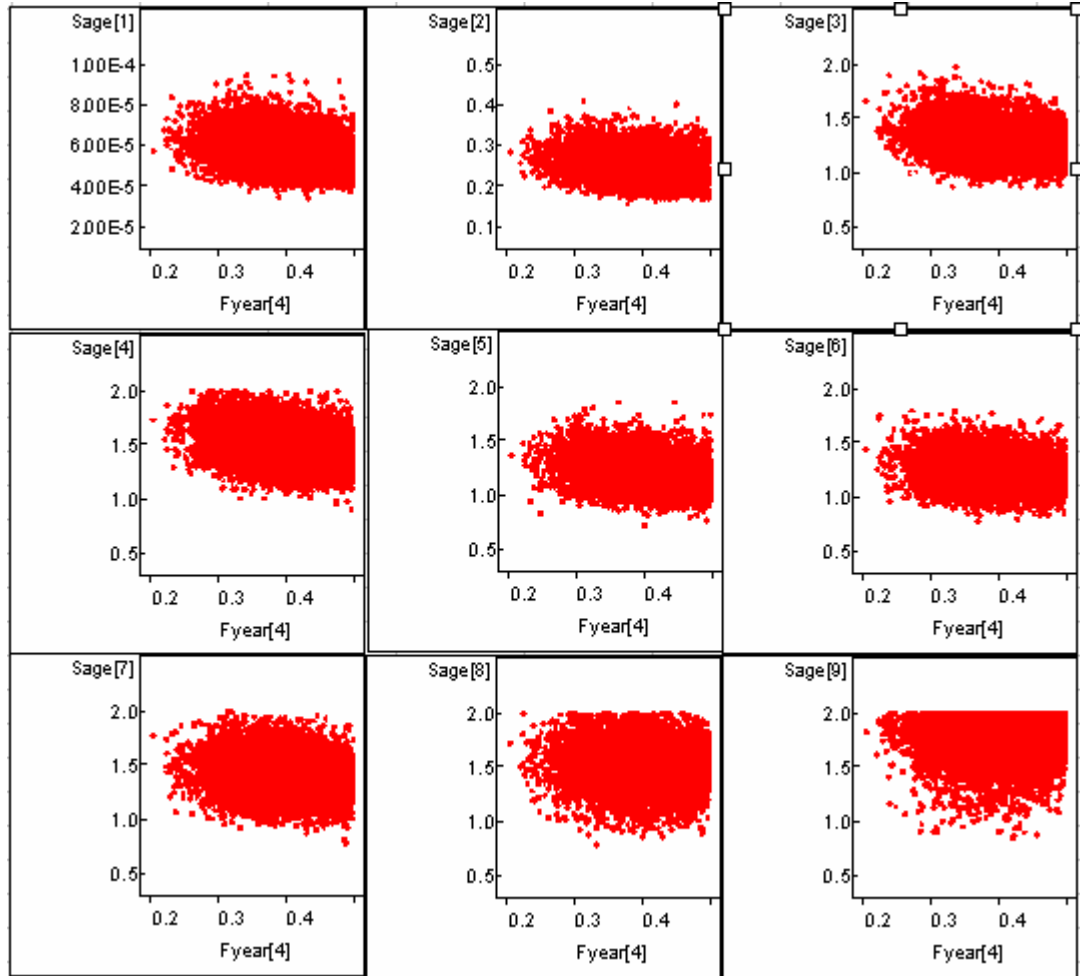 Sage[1]
1.00E-4
8.00E-5
6.00E-5
4.00E-5
2.00E-5
0.2 0.3 0.4
Fyear[4]
Sage[2]
0.5
0.4
0.3
0.2
0.1
0.2 0.3 0.4
Fyear[4]
Sage[3]
2.0
1.5
1.0
0.5
0.2 0.3 0.4
Fyear[4]
Sage[4]
2.0
1.5
1.0
0.5
0.2 0.3 0.4
Fyear[4]
Sage[5]
2.0
1.5
1.0
0.5
0.2 0.3 0.4
Fyear[4]
Sage[6]
2.0
1.5
1.0
0.5
0.2 0.3 0.4
Fyear[4]
Sage[7]
2.0
1.5
1.0
0.5
0.2 0.3 0.4
Fyear[4]
Sage[8]
2.0
1.5
1.0
0.5
0.2 0.3 0.4
Fyear[4]
Sage[9]
2.0
1.5
1.0
0.5
0.2 0.3 0.4
Fyear[4]